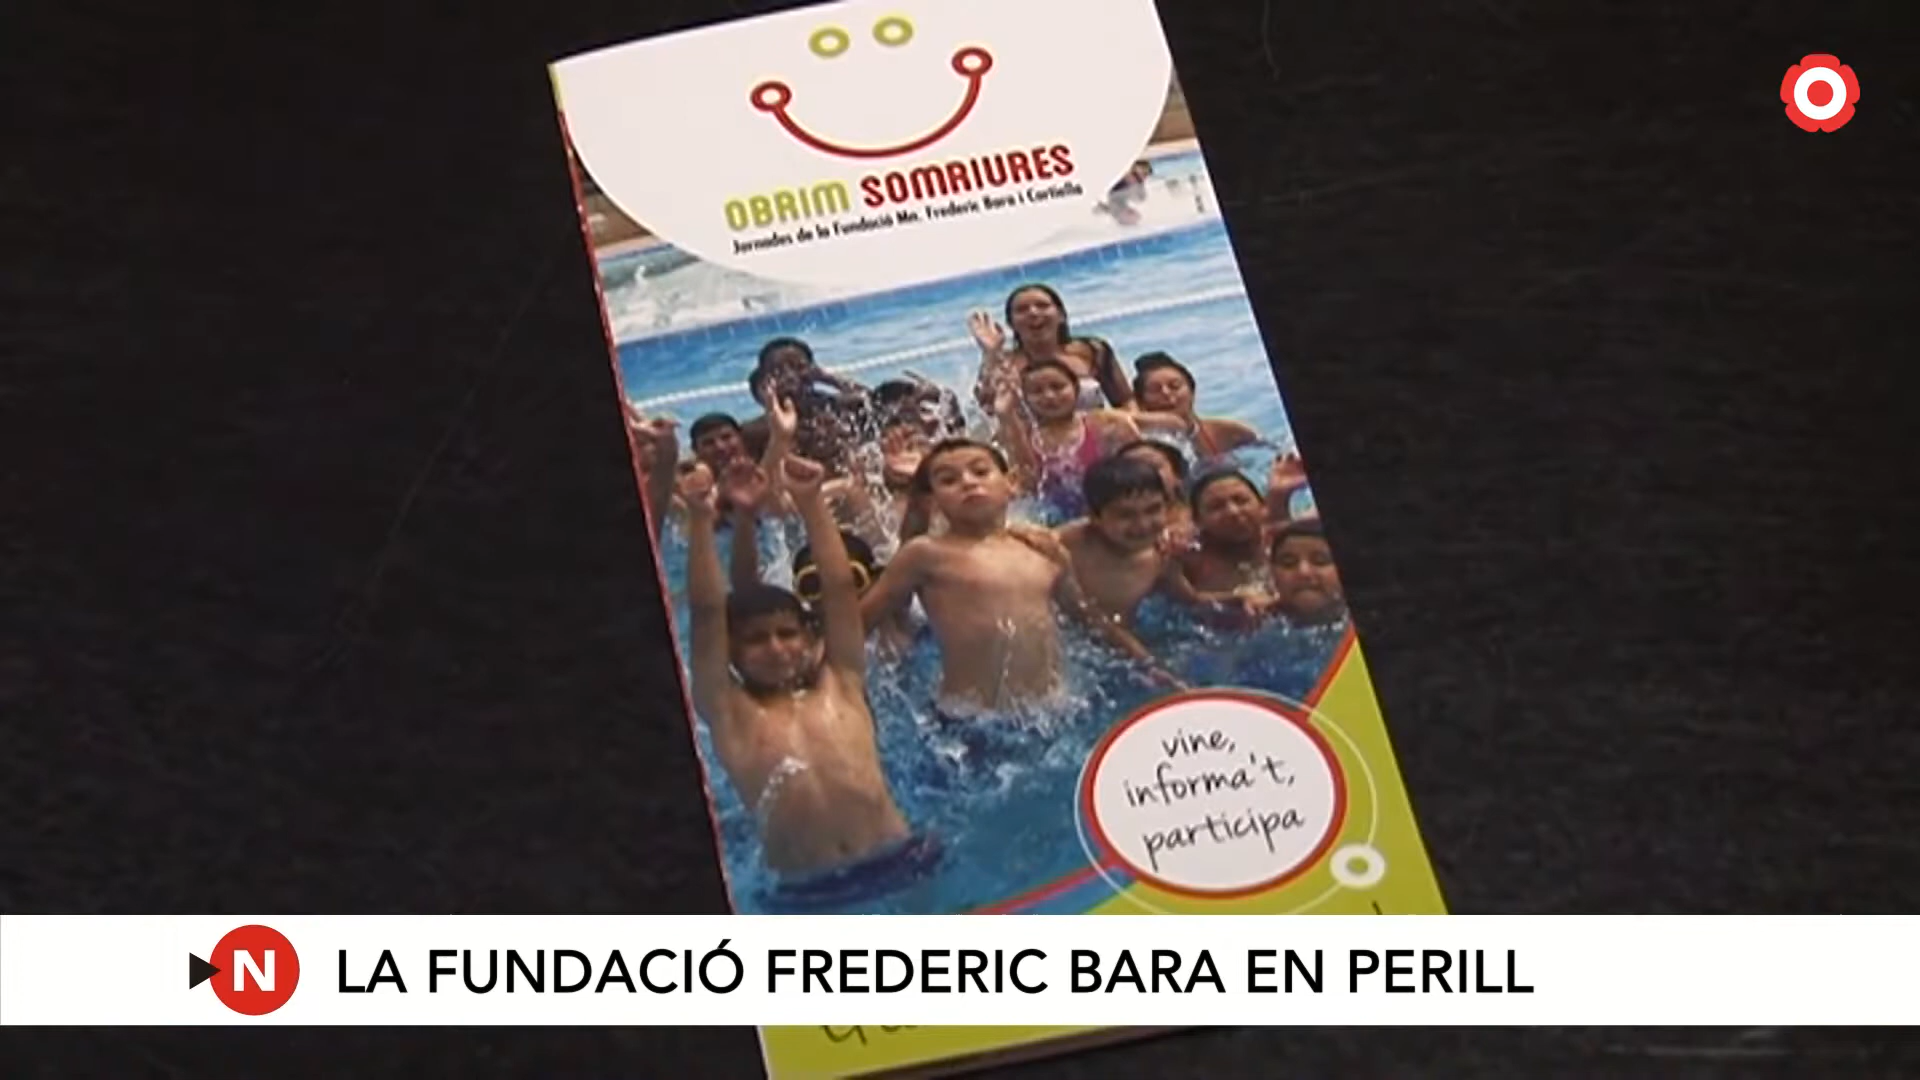 OBRIM SOMRIURES
Jornades de la Fundació Mn. Frederic Bara i Cortiella
vine,
informa't,
participa
N LA FUNDACIÓ FREDERIC BARA EN PERILL